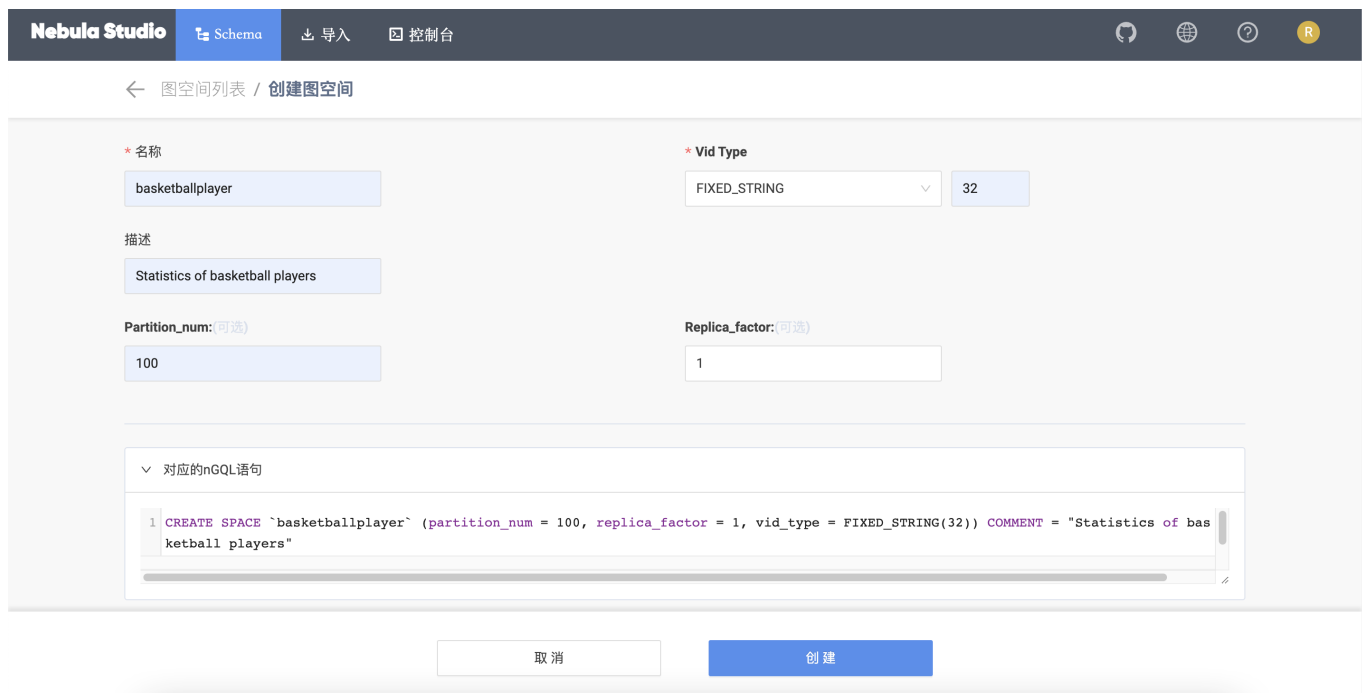 Nebula Studio Schema 导入 控制台 R
图空间列表 / 创建图空间
* 名称 * Vid Type
basketballplayer FIXED_STRING 32
描述
Statistics of basketball players
Partition_num:(可选) Replica_factor:(可选)
100 1
对应的nGQL语句
1 CREATE SPACE `basketballplayer` (partition_num = 100, replica_factor = 1, vid_type = FIXED_STRING(32)) COMMENT = "Statistics of bas
ketball players"
取 消 创 建